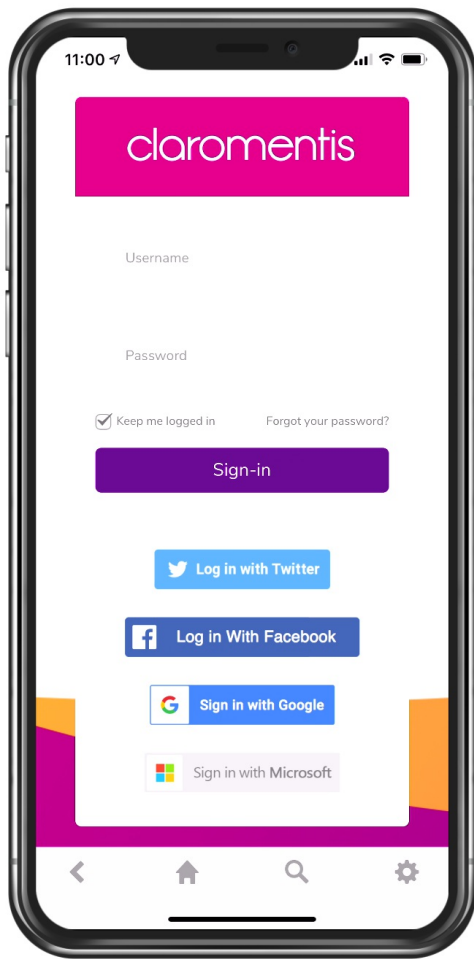 11:00
claromentis
Username
Password
Keep me logged in Forgot your password?
Sign-in
Log in with Twitter
f Log in With Facebook
G Sign in with Google
Sign in with Microsoft